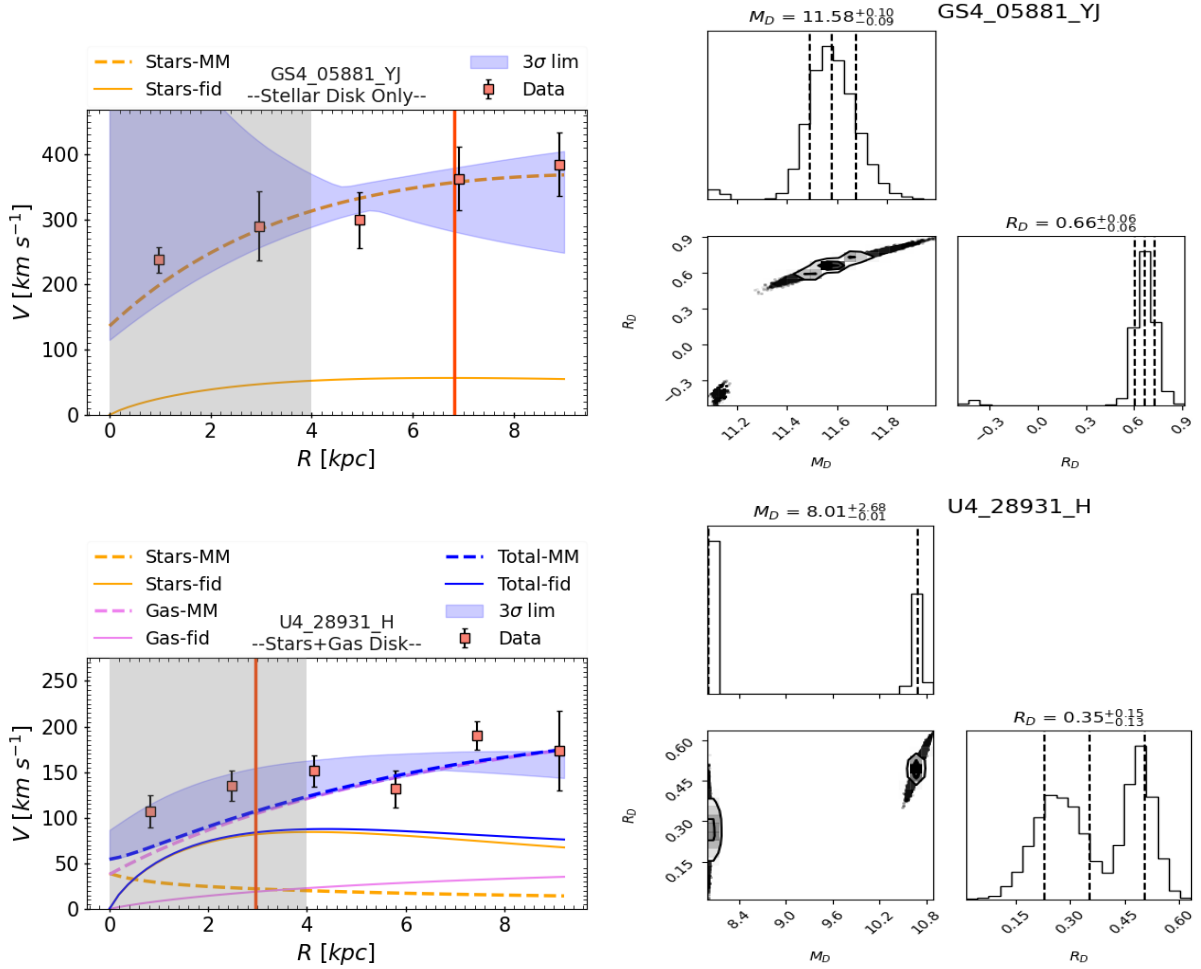 Stars-MM
Stars-fid
3σ lim
Data
GS4_05881_YJ
--Stellar Disk Only--
400
300
200
100
0
V [km s⁻¹]
0 2 4 6 8
R [kpc]
GS4_05881_YJ
M_D = 11.58^{+0.10}_{-0.09}
R_D = 0.66^{+0.06}_{-0.06}
0.9
0.6
0.3
0.0
−0.3
R_D
11.2 11.4 11.6 11.8
M_D
−0.3 0.0 0.3 0.6 0.9
R_D
Stars-MM
Stars-fid
Gas-MM
Gas-fid
Total-MM
Total-fid
3σ lim
Data
U4_28931_H
--Stars+Gas Disk--
250
200
150
100
50
0
V [km s⁻¹]
0 2 4 6 8
R [kpc]
U4_28931_H
M_D = 8.01^{+2.68}_{-0.01}
R_D = 0.35^{+0.15}_{-0.13}
0.60
0.45
0.30
0.15
R_D
8.4 9.0 9.6 10.2 10.8
M_D
0.15 0.30 0.45 0.60
R_D